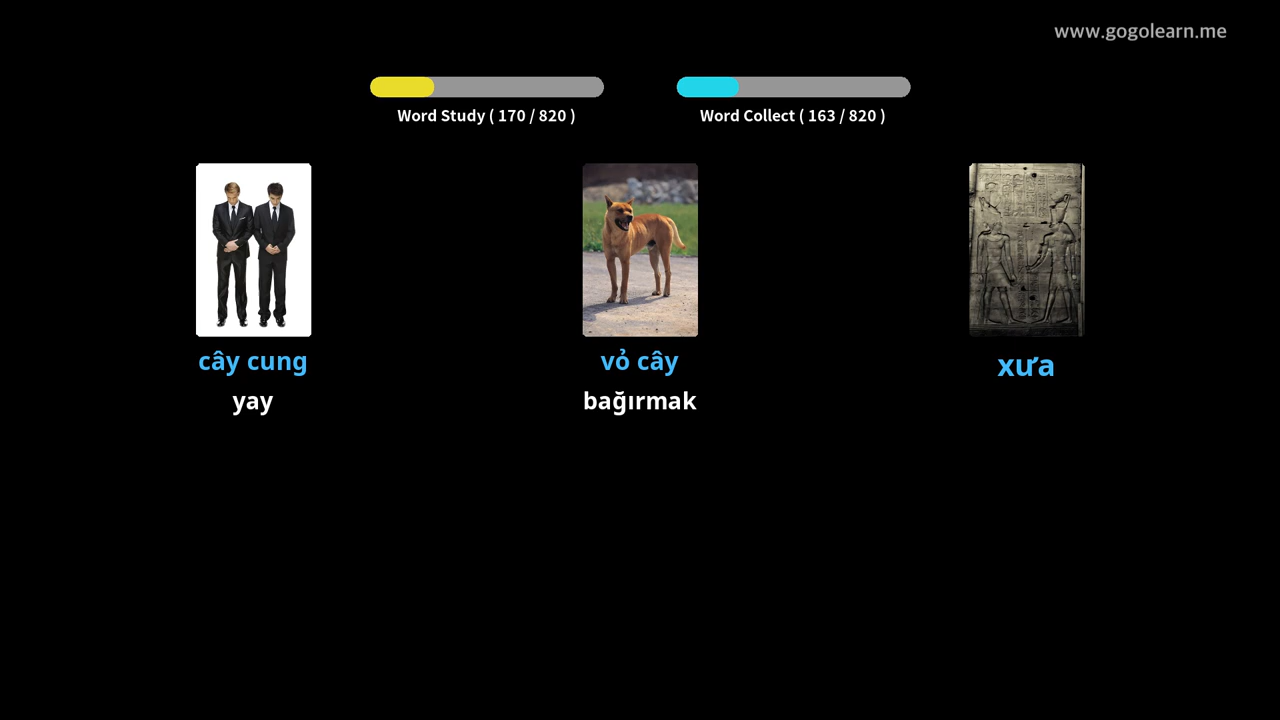 www.gogolearn.me
Word Study ( 170 / 820 )
Word Collect ( 163 / 820 )
cây cung
yay
vỏ cây
bağırmak
xưa